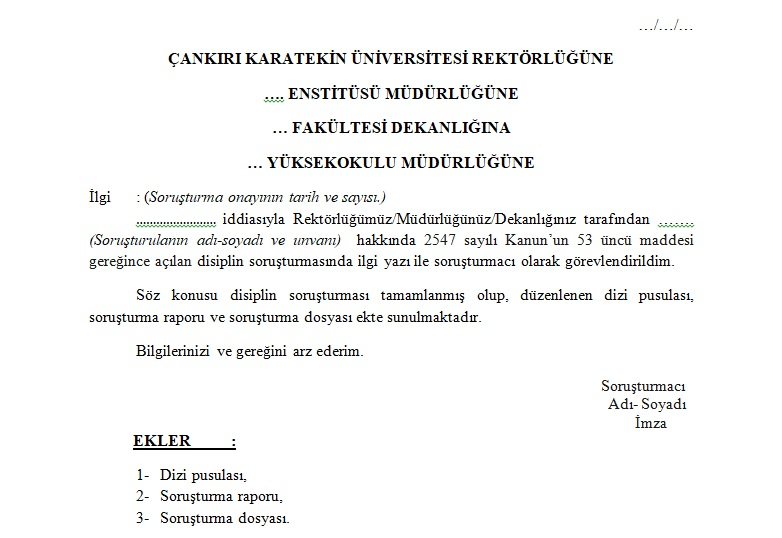 …/…/…
ÇANKIRI KARATEKİN ÜNİVERSİTESİ REKTÖRLÜĞÜNE
…. ENSTİTÜSÜ MÜDÜRLÜĞÜNE
… FAKÜLTESİ DEKANLIĞINA
… YÜKSEKOKULU MÜDÜRLÜĞÜNE
İlgi : (Soruşturma onayının tarih ve sayısı.)
........................ iddiasıyla Rektörlüğümüz/Müdürlüğünüz/Dekanlığınız tarafından …….
(Soruşturulanın adı-soyadı ve unvanı) hakkında 2547 sayılı Kanun’un 53 üncü maddesi
gereğince açılan disiplin soruşturmasında ilgi yazı ile soruşturmacı olarak görevlendirildim.
Söz konusu disiplin soruşturması tamamlanmış olup, düzenlenen dizi pusulası,
soruşturma raporu ve soruşturma dosyası ekte sunulmaktadır.
Bilgilerinizi ve gereğini arz ederim.
Soruşturmacı
Adı- Soyadı
İmza
EKLER :
1- Dizi pusulası,
2- Soruşturma raporu,
3- Soruşturma dosyası.